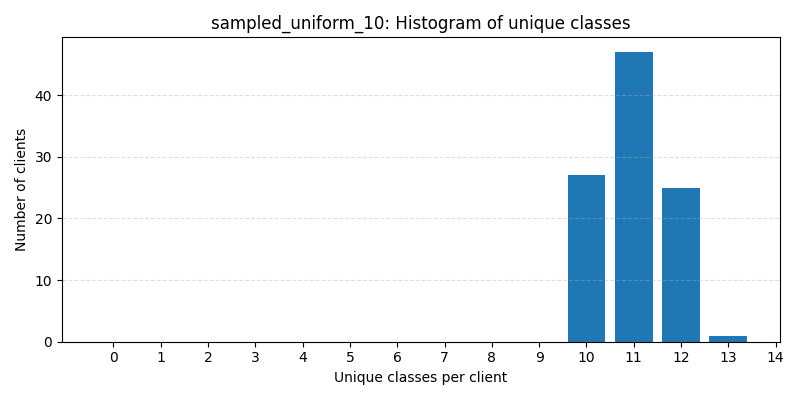 sampled_uniform_10: Histogram of unique classes
Number of clients
40
30
20
10
0
0 1 2 3 4 5 6 7 8 9 10 11 12 13 14
Unique classes per client